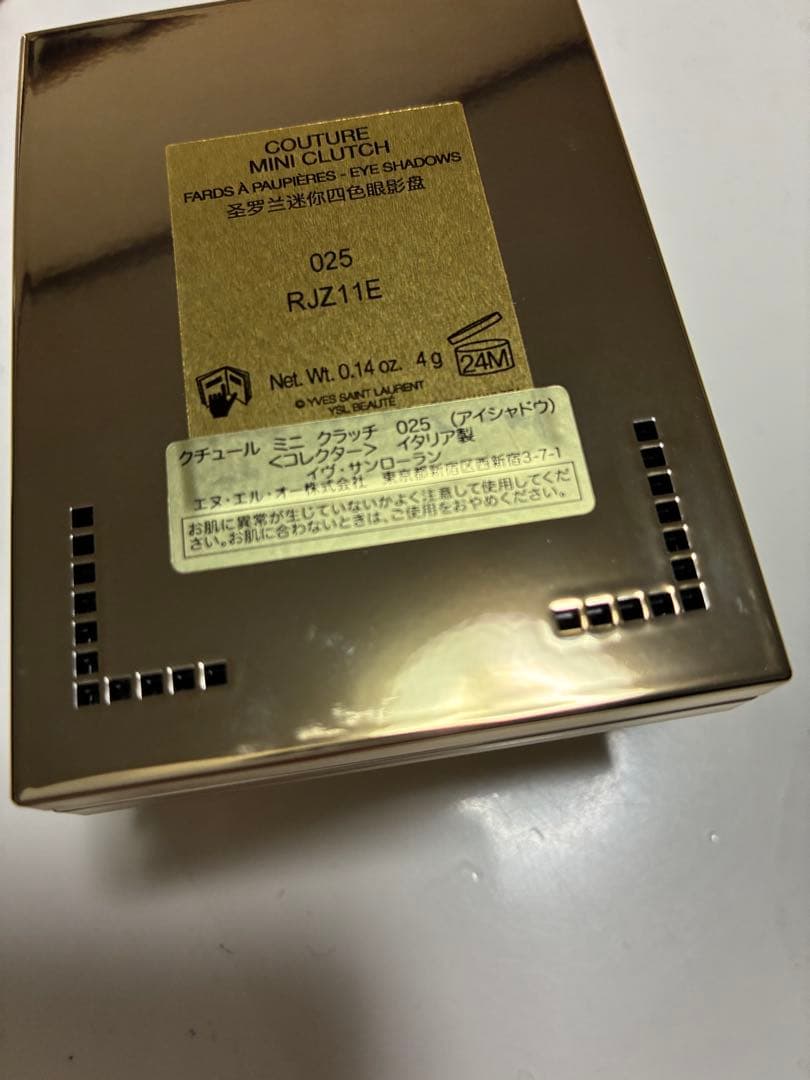 COUTURE
MINI CLUTCH
FARDS À PAUPIÈRES - EYE SHADOWS
圣罗兰迷你四色眼影盘
025
RJZ11E
Net. Wt. 0.14 oz. 4 g
24M
© YVES SAINT LAURENT
YSL BEAUTÉ
クチュール ミニ クラッチ 025 (アイシャドウ)
<コレクター> イタリア製
イヴ・サンローラン
エヌ・エル・オー株式会社 東京都新宿区西新宿3-7-1
お肌に異常が生じていないかよく注意して使用してくだ
さい。お肌に合わないときは、ご使用をおやめください。